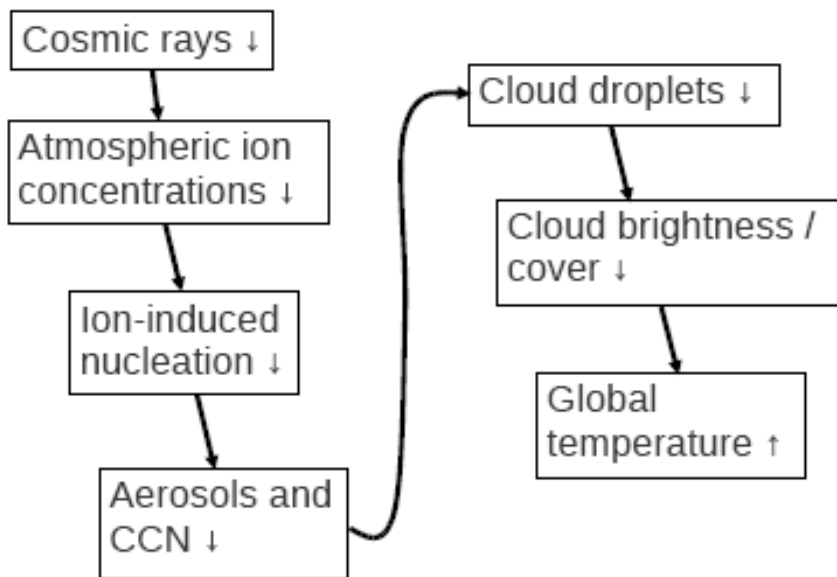 Cosmic rays ↓
Atmospheric ion
concentrations ↓
Ion-induced
nucleation ↓
Aerosols and
CCN ↓
Cloud droplets ↓
Cloud brightness /
cover ↓
Global
temperature ↑